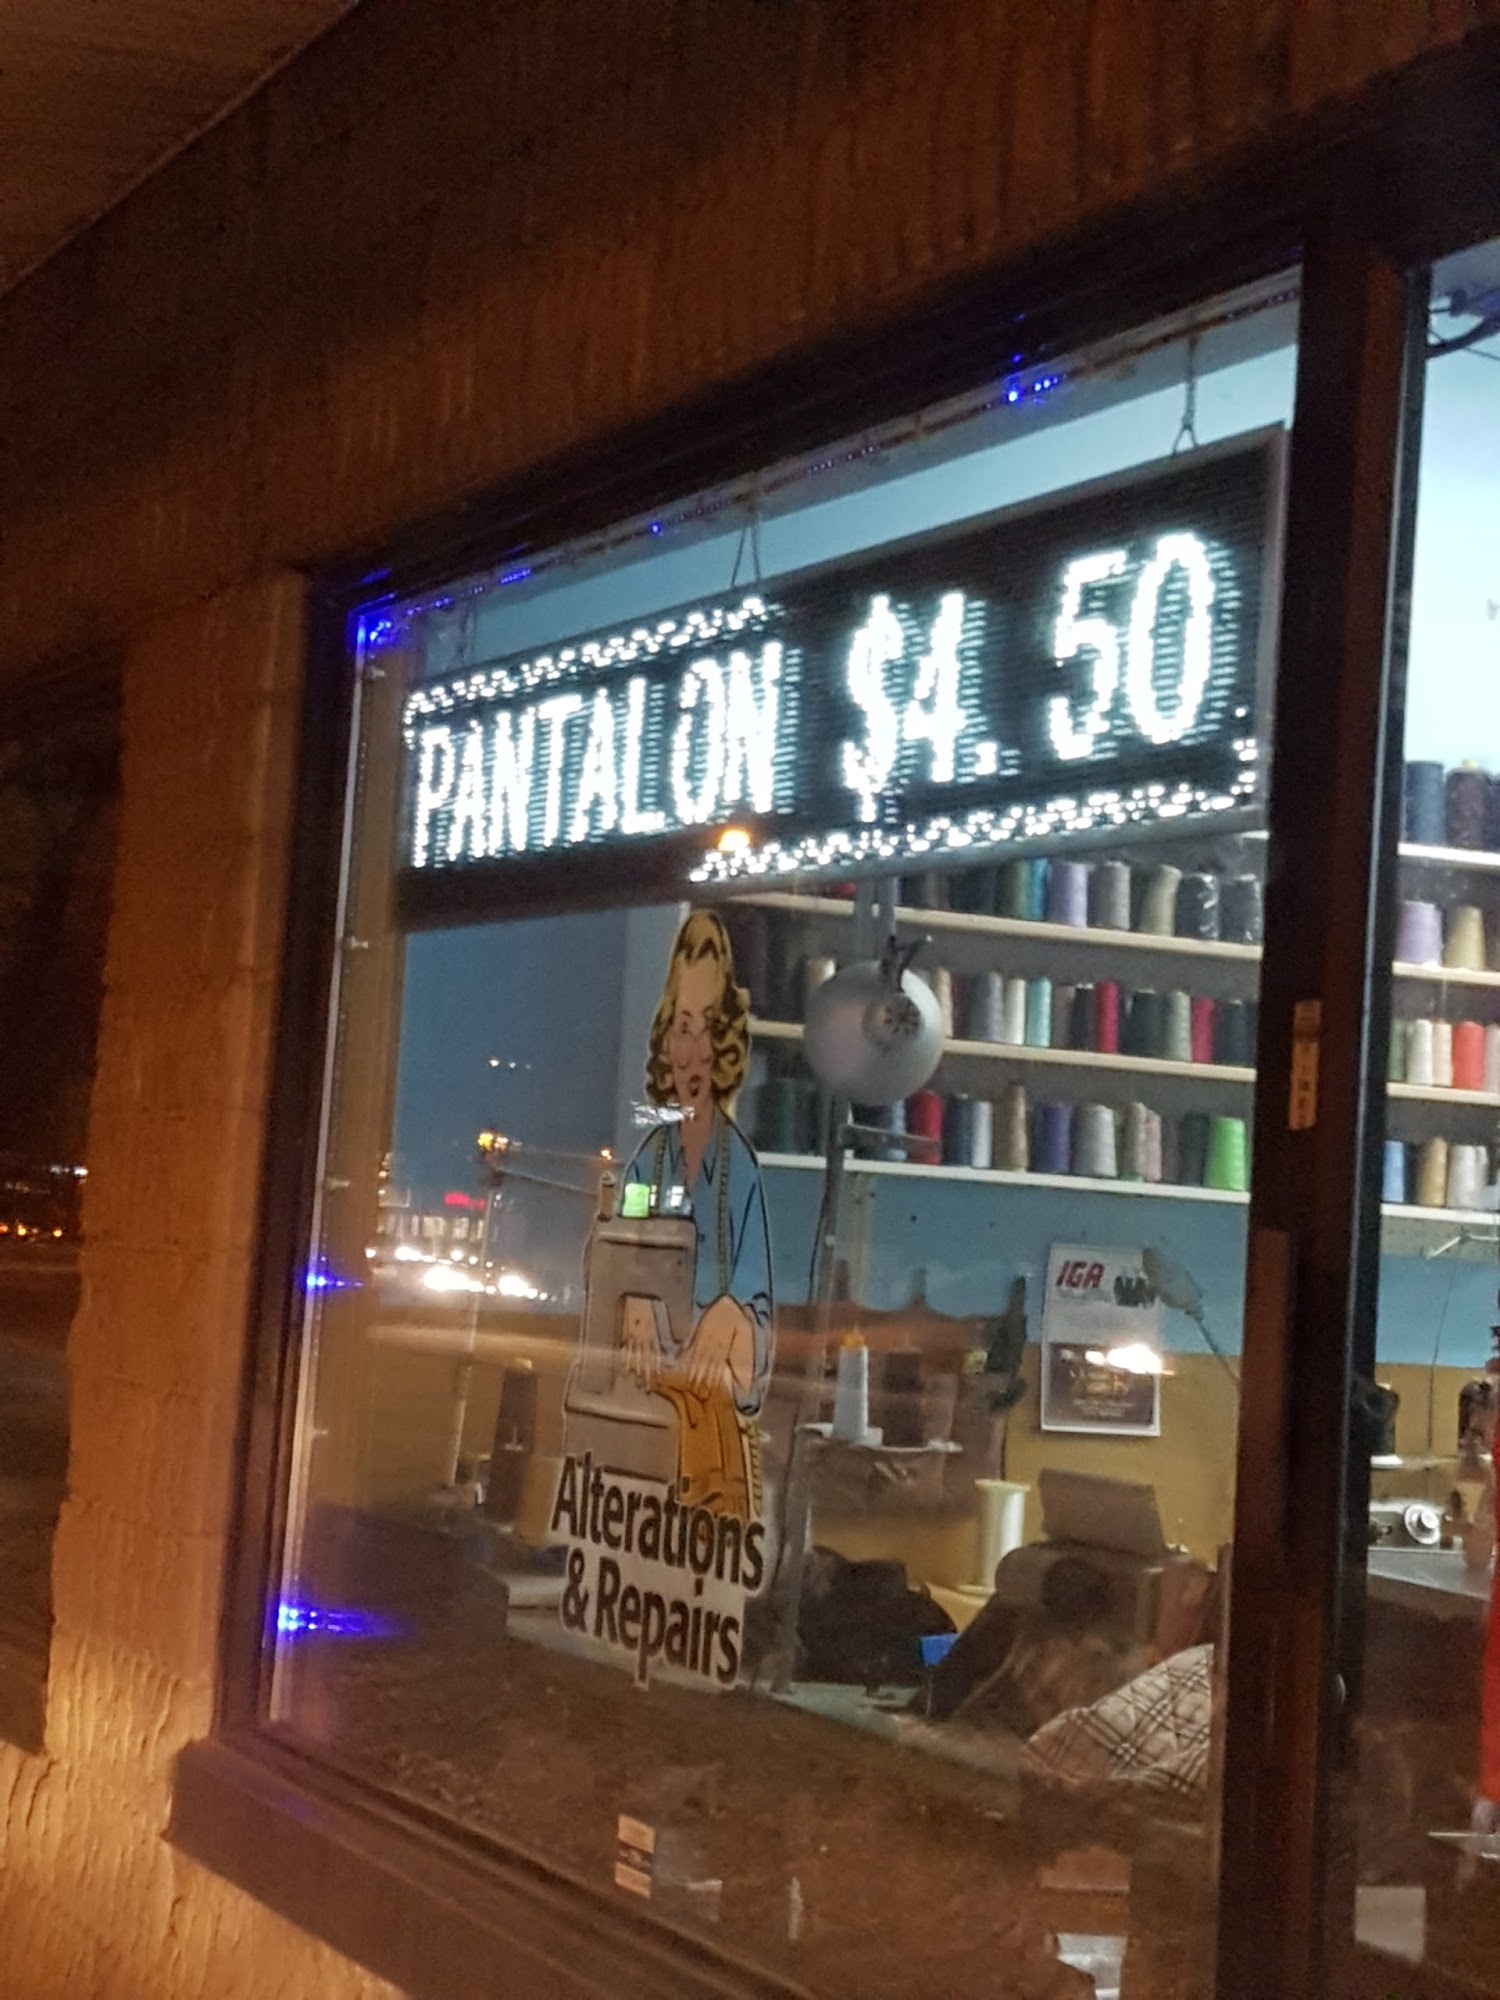 PANTALON $4.50
IGA
Alterations
& Repairs